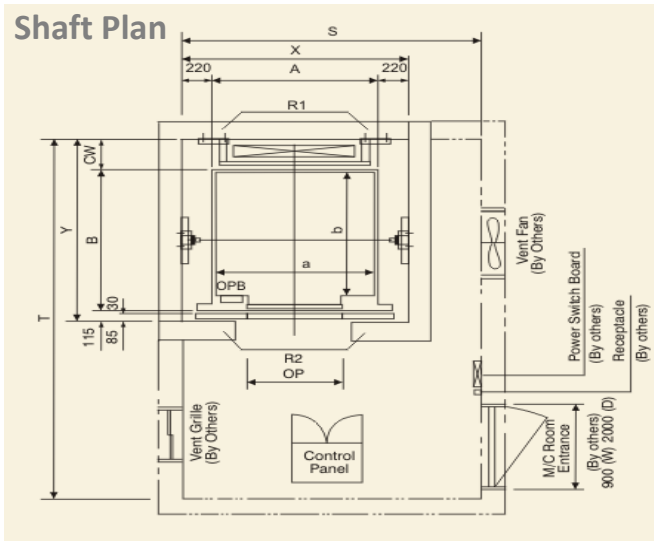 Shaft Plan
S
X
220
A
220
R1
CW
Y
B
b
a
T
OPB
30
115
85
R2
OP
Vent Fan
(By Others)
Power Switch Board
(By others)
Receptacle
(By others)
Vent Grille
(By Others)
Control
Panel
M/C Room
Entrance
(By others)
900 (W) 2000 (D)